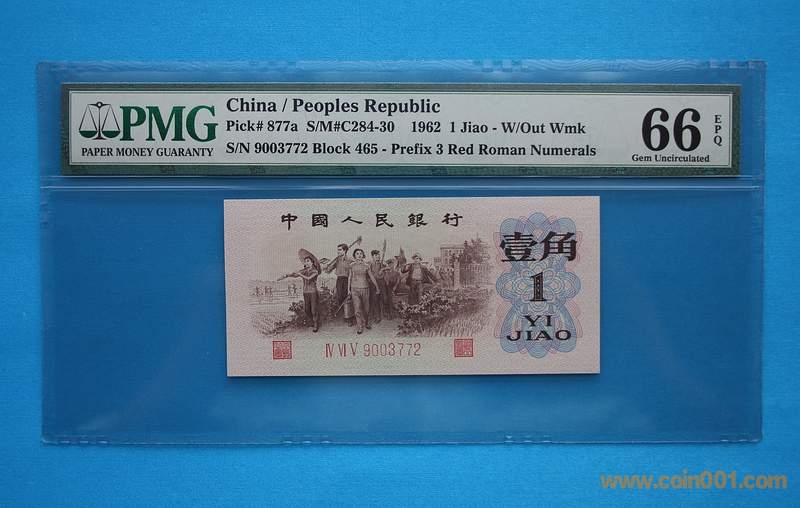 PMG
PAPER MONEY GUARANTY
China / Peoples Republic
Pick# 877a S/M#C284-30 1962 1 Jiao - W/Out Wmk
S/N 9003772 Block 465 - Prefix 3 Red Roman Numerals
66 EPQ
Gem Uncirculated
中國人民銀行
壹角
1
YI
JIAO
IV VI V 9003772
www.coin001.com